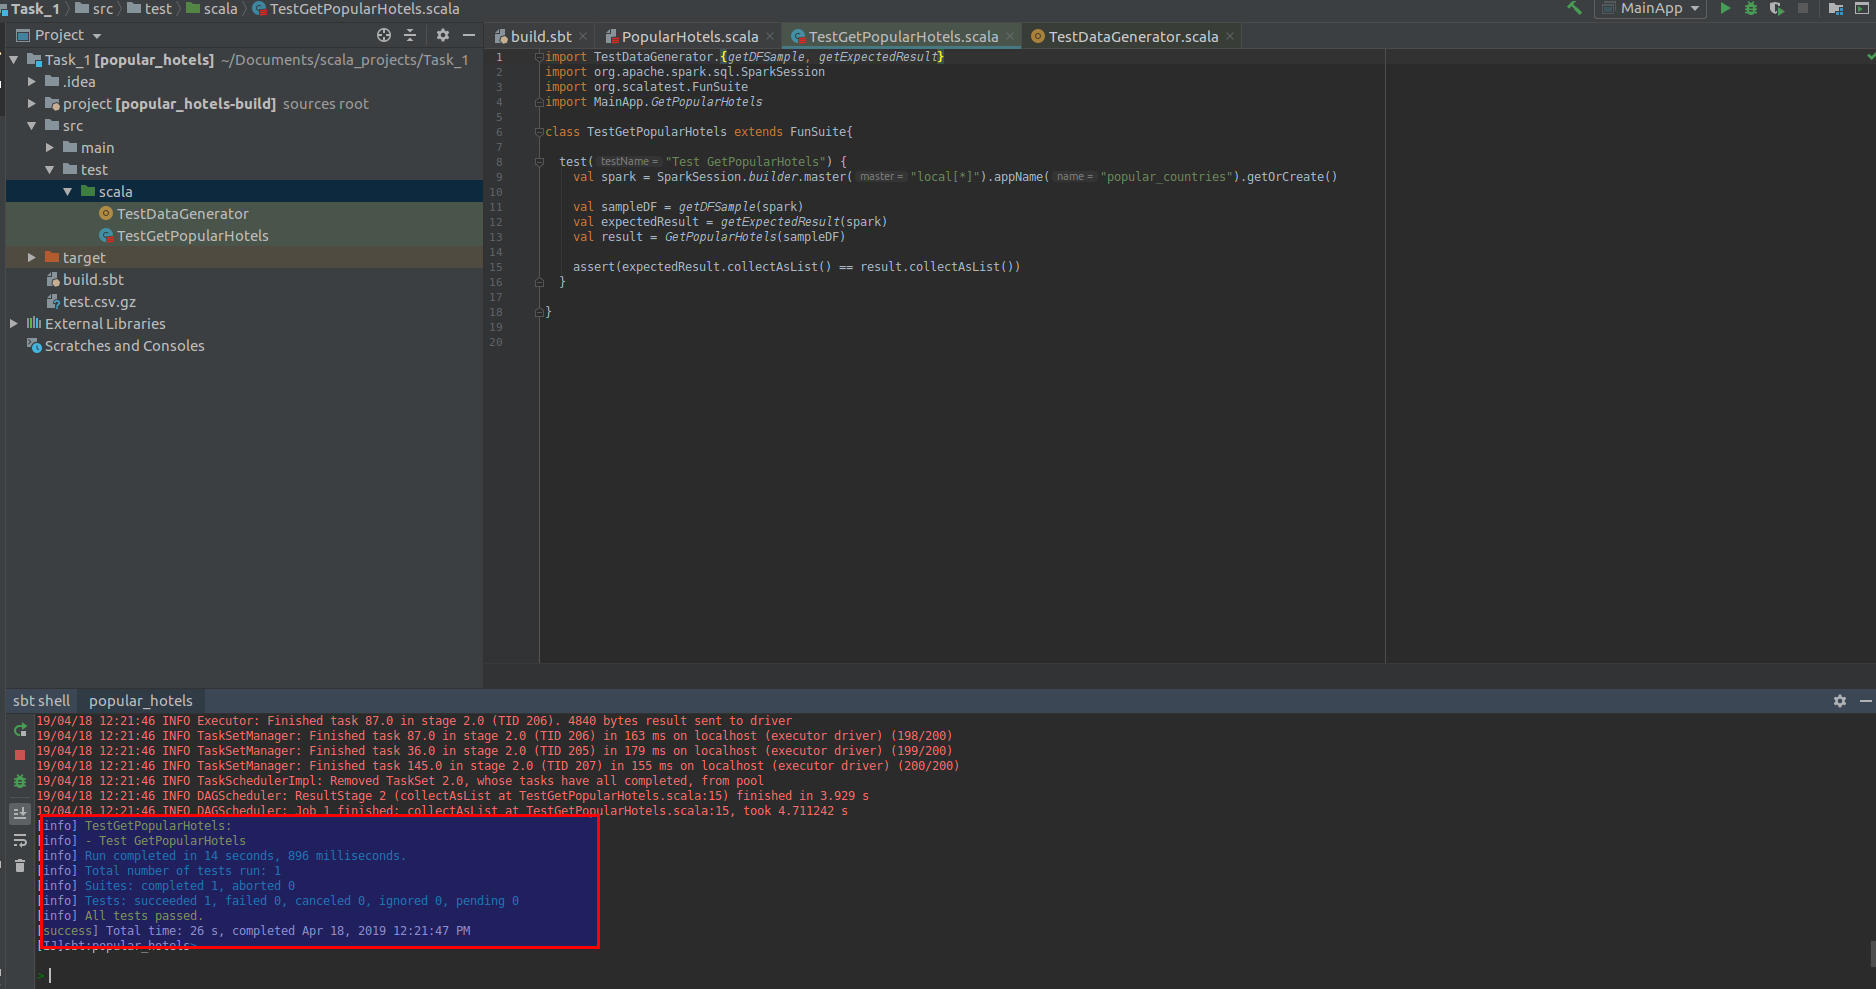 Task_1 src test scala TestGetPopularHotels.scala MainApp
Project
Task_1 [popular_hotels] ~/Documents/scala_projects/Task_1
.idea
project [popular_hotels-build] sources root
src
main
test
scala
TestDataGenerator
TestGetPopularHotels
target
build.sbt
test.csv.gz
External Libraries
Scratches and Consoles
build.sbt PopularHotels.scala TestGetPopularHotels.scala TestDataGenerator.scala
1 import TestDataGenerator.{getDFSample, getExpectedResult}
2 import org.apache.spark.sql.SparkSession
3 import org.scalatest.FunSuite
4 import MainApp.GetPopularHotels
5
6 class TestGetPopularHotels extends FunSuite{
7
8 test( testName = "Test GetPopularHotels") {
9 val spark = SparkSession.builder.master( master = "local[*]").appName( name = "popular_countries").getOrCreate()
10
11 val sampleDF = getDFSample(spark)
12 val expectedResult = getExpectedResult(spark)
13 val result = GetPopularHotels(sampleDF)
14
15 assert(expectedResult.collectAsList() == result.collectAsList())
16 }
17
18 }
19
20
sbt shell popular_hotels
19/04/18 12:21:46 INFO Executor: Finished task 87.0 in stage 2.0 (TID 206). 4840 bytes result sent to driver
19/04/18 12:21:46 INFO TaskSetManager: Finished task 87.0 in stage 2.0 (TID 206) in 163 ms on localhost (executor driver) (198/200)
19/04/18 12:21:46 INFO TaskSetManager: Finished task 36.0 in stage 2.0 (TID 205) in 179 ms on localhost (executor driver) (199/200)
19/04/18 12:21:46 INFO TaskSetManager: Finished task 145.0 in stage 2.0 (TID 207) in 155 ms on localhost (executor driver) (200/200)
19/04/18 12:21:46 INFO TaskSchedulerImpl: Removed TaskSet 2.0, whose tasks have all completed, from pool
19/04/18 12:21:46 INFO DAGScheduler: ResultStage 2 (collectAsList at TestGetPopularHotels.scala:15) finished in 3.929 s
19/04/18 12:21:46 INFO DAGScheduler: Job 1 finished: collectAsList at TestGetPopularHotels.scala:15, took 4.711242 s
[info] TestGetPopularHotels:
[info] - Test GetPopularHotels
[info] Run completed in 14 seconds, 896 milliseconds.
[info] Total number of tests run: 1
[info] Suites: completed 1, aborted 0
[info] Tests: succeeded 1, failed 0, canceled 0, ignored 0, pending 0
[info] All tests passed.
[success] Total time: 26 s, completed Apr 18, 2019 12:21:47 PM
[IJ]sbt:popular_hotels>
>